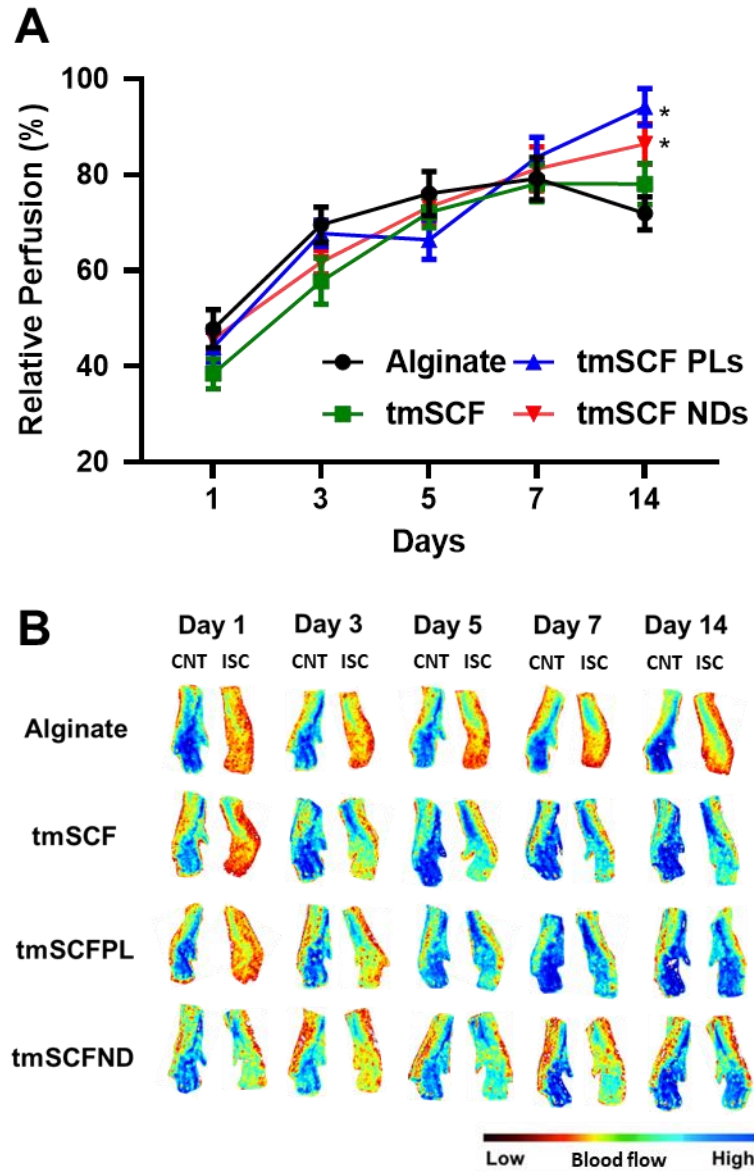 A
Relative Perfusion (%)
100
80
60
40
20
*
*
Alginate
tmSCF PLs
tmSCF
tmSCF NDs
1 3 5 7 14
Days
B
Day 1 Day 3 Day 5 Day 7 Day 14
CNT ISC CNT ISC CNT ISC CNT ISC CNT ISC
Alginate
tmSCF
tmSCFPL
tmSCFND
Low Blood flow High